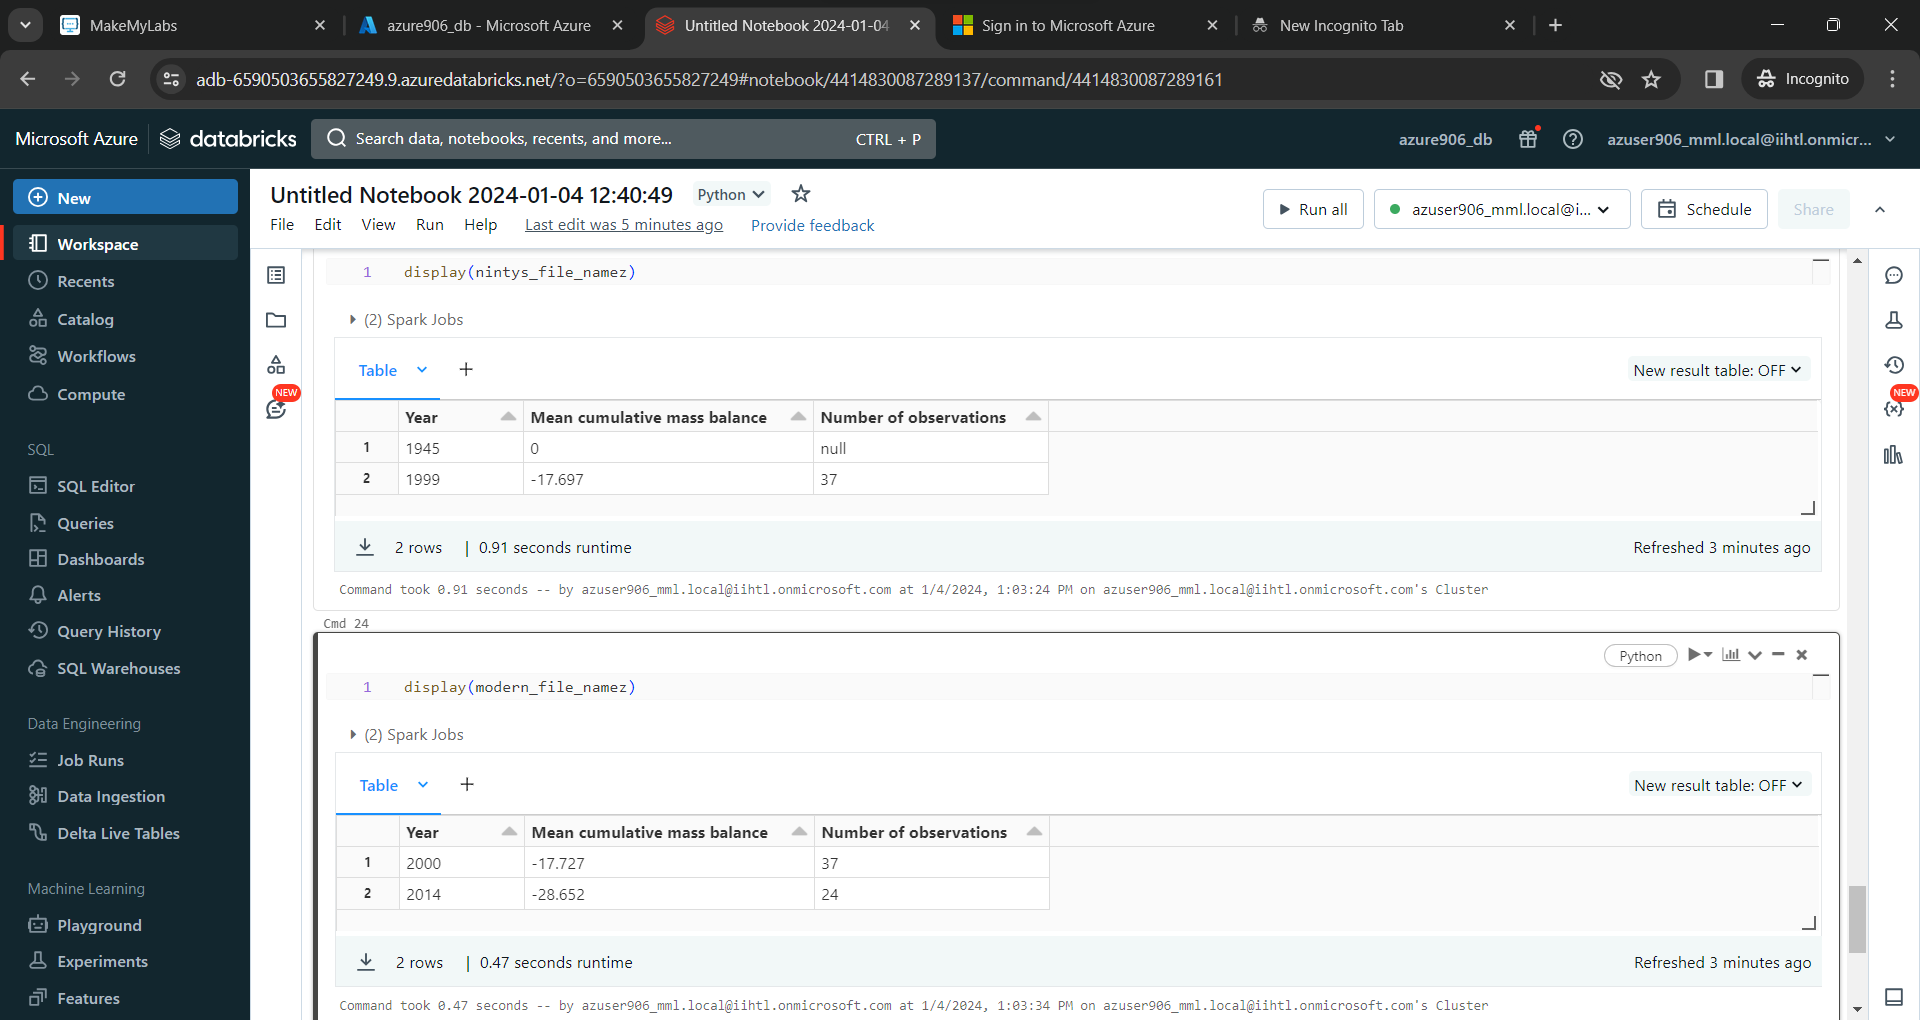 MakeMyLabs
azure906_db - Microsoft Azure
Untitled Notebook 2024-01-04
Sign in to Microsoft Azure
New Incognito Tab
adb-6590503655827249.9.azuredatabricks.net/?o=6590503655827249#notebook/4414830087289137/command/4414830087289161
Incognito
Microsoft Azure
databricks
Search data, notebooks, recents, and more...
CTRL + P
azure906_db
azuser906_mml.local@iihtl.onmicr...
New
Workspace
Recents
Catalog
Workflows
Compute
SQL
SQL Editor
Queries
Dashboards
Alerts
Query History
SQL Warehouses
Data Engineering
Job Runs
Data Ingestion
Delta Live Tables
Machine Learning
Playground
Experiments
Features
Untitled Notebook 2024-01-04 12:40:49
Python
File Edit View Run Help Last edit was 5 minutes ago Provide feedback
Run all
azuser906_mml.local@i...
Schedule
Share
NEW
NEW
1 display(nintys_file_namez)
(2) Spark Jobs
Table +
New result table: OFF
Year Mean cumulative mass balance Number of observations
1 1945 0 null
2 1999 -17.697 37
2 rows | 0.91 seconds runtime
Refreshed 3 minutes ago
Command took 0.91 seconds -- by azuser906_mml.local@iihtl.onmicrosoft.com at 1/4/2024, 1:03:24 PM on azuser906_mml.local@iihtl.onmicrosoft.com's Cluster
Cmd 24
Python
1 display(modern_file_namez)
(2) Spark Jobs
Table +
New result table: OFF
Year Mean cumulative mass balance Number of observations
1 2000 -17.727 37
2 2014 -28.652 24
2 rows | 0.47 seconds runtime
Refreshed 3 minutes ago
Command took 0.47 seconds -- by azuser906_mml.local@iihtl.onmicrosoft.com at 1/4/2024, 1:03:34 PM on azuser906_mml.local@iihtl.onmicrosoft.com's Cluster